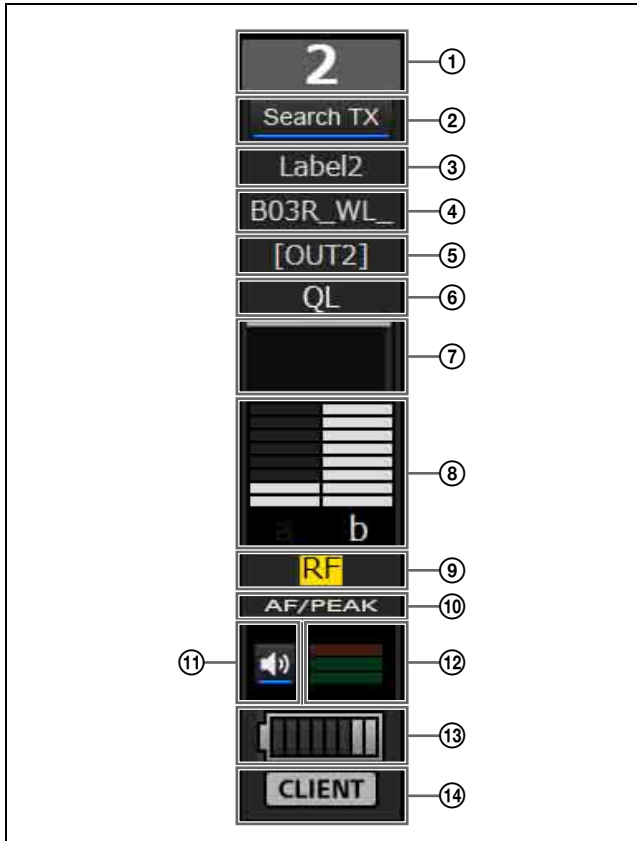 2
①
Search TX
②
Label2
③
B03R_WL_
④
[OUT2]
⑤
QL
⑥
⑦
⑧
a b
RF
⑨
AF/PEAK
⑩
⑪
⑫
⑬
CLIENT
⑭